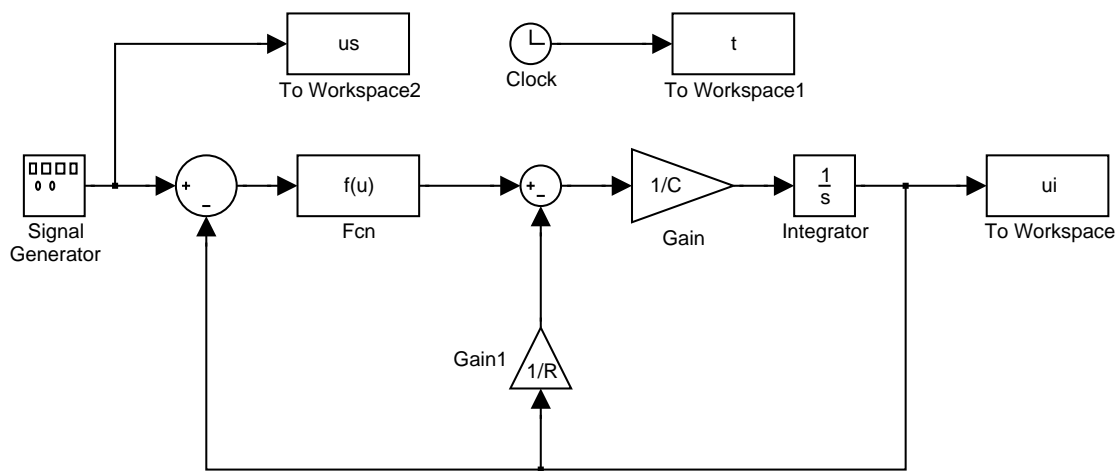 us
To Workspace2
Clock
t
To Workspace1
Signal
Generator
+
−
f(u)
Fcn
+
−
1/C
Gain
1
s
Integrator
ui
To Workspace
Gain1
1/R